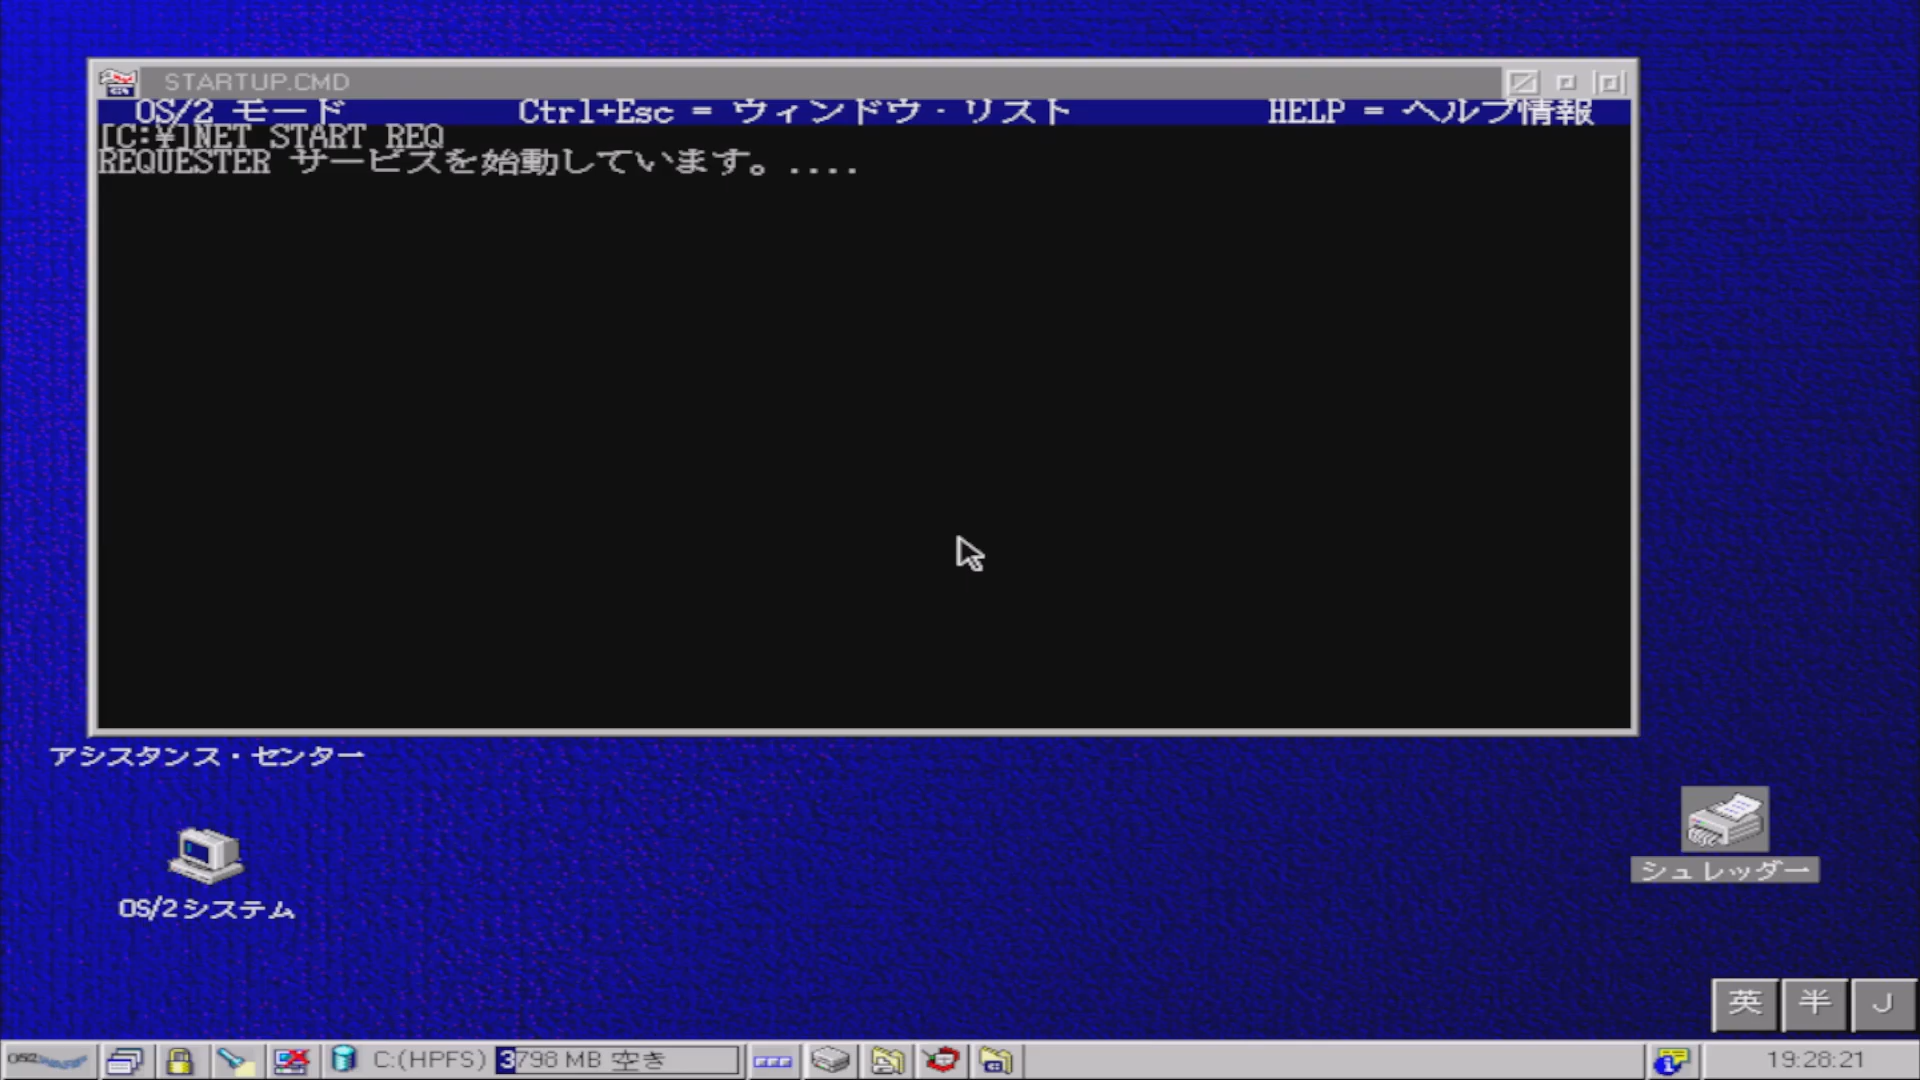 STARTUP.CMD
OS/2 モード Ctrl+Esc = ウィンドウ・リスト HELP = ヘルプ情報
[C:¥]NET START REQ
REQUESTER サービスを始動しています。....
アシスタンス・センター
OS/2システム
シュレッダー
英 半 J
C:(HPFS) 3798 MB 空き
19:28:21